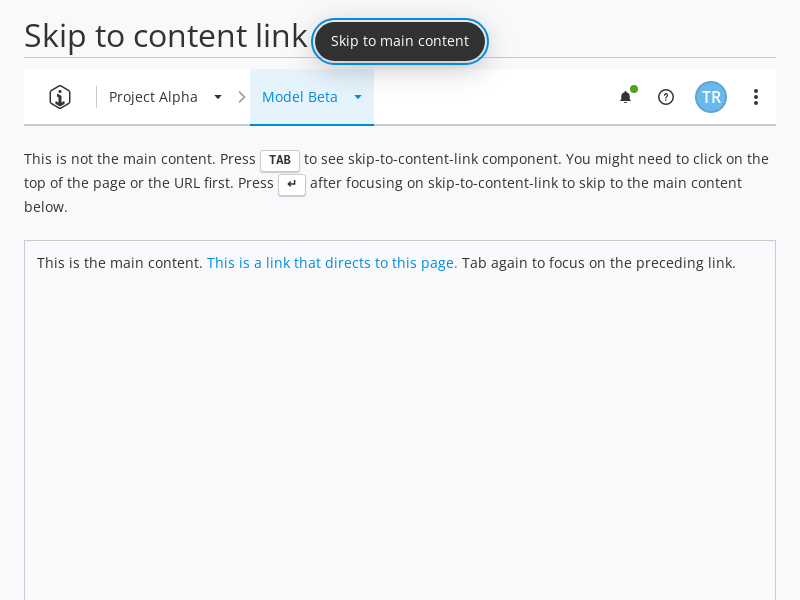 Skip to content link
Skip to main content
Project Alpha
Model Beta
TR
This is not the main content. Press TAB to see skip-to-content-link component. You might need to click on the
top of the page or the URL first. Press ↵ after focusing on skip-to-content-link to skip to the main content
below.
This is the main content. This is a link that directs to this page. Tab again to focus on the preceding link.